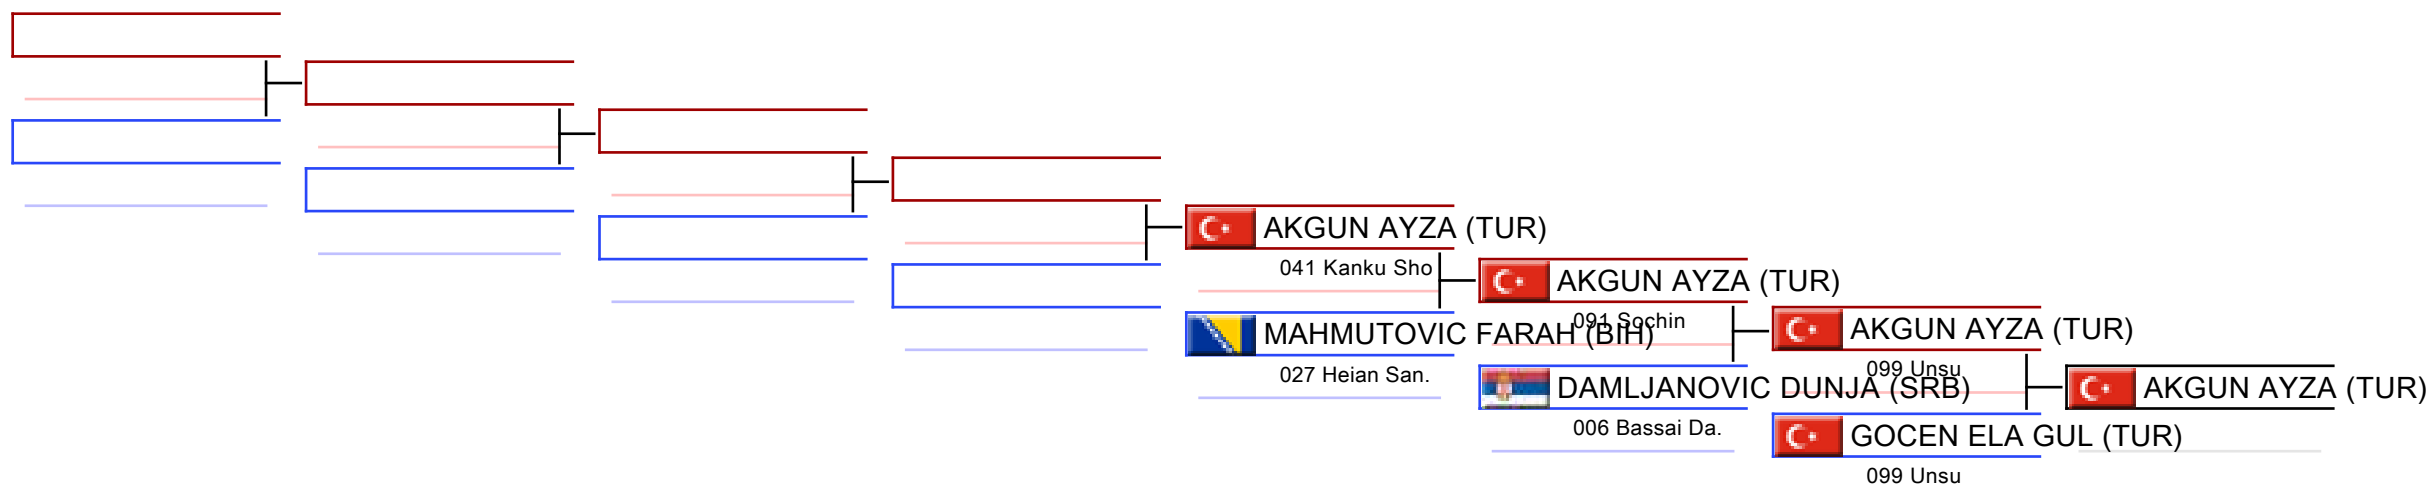 AKGUN AYZA (TUR)
041 Kanku Sho
MAHMUTOVIC FARAH (BIH)
027 Heian San.
AKGUN AYZA (TUR)
091 Sochin
DAMLJANOVIC DUNJA (SRB)
006 Bassai Da.
AKGUN AYZA (TUR)
099 Unsu
GOCEN ELA GUL (TUR)
099 Unsu
AKGUN AYZA (TUR)